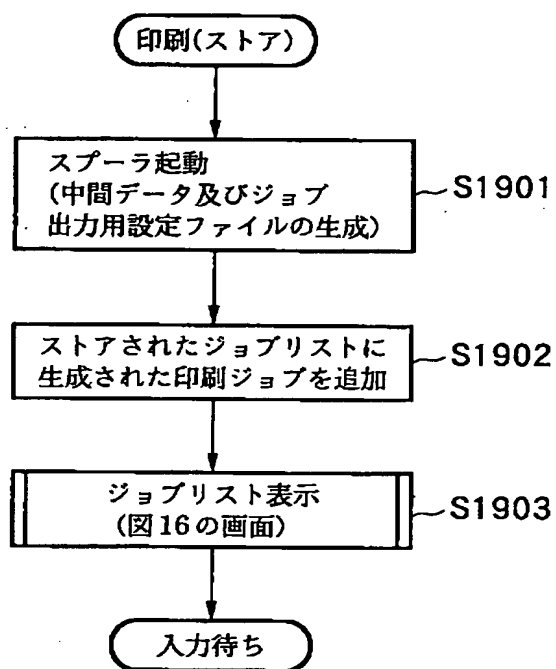 印刷(ストア)
スプーラ起動
(中間データ及びジョブ
出力用設定ファイルの生成)
S1901
ストアされたジョブリストに
生成された印刷ジョブを追加
S1902
ジョブリスト表示
(図16の画面)
S1903
入力待ち